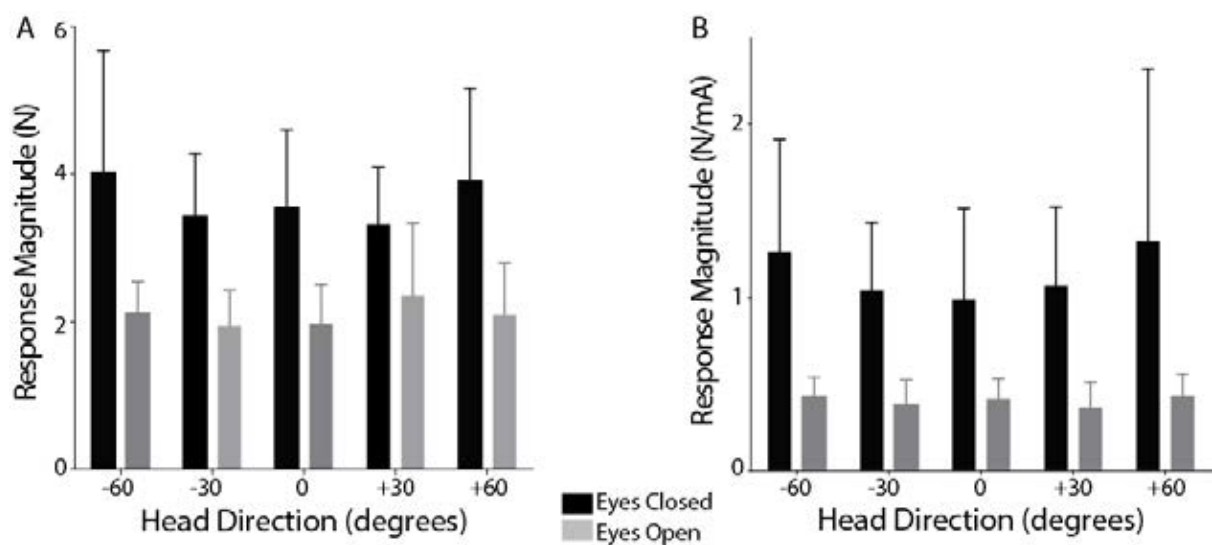 A
6
4
2
0
Response Magnitude (N)
-60 -30 0 +30 +60
Head Direction (degrees)
Eyes Closed
Eyes Open
B
2
1
0
Response Magnitude (N/mA)
-60 -30 0 +30 +60
Head Direction (degrees)